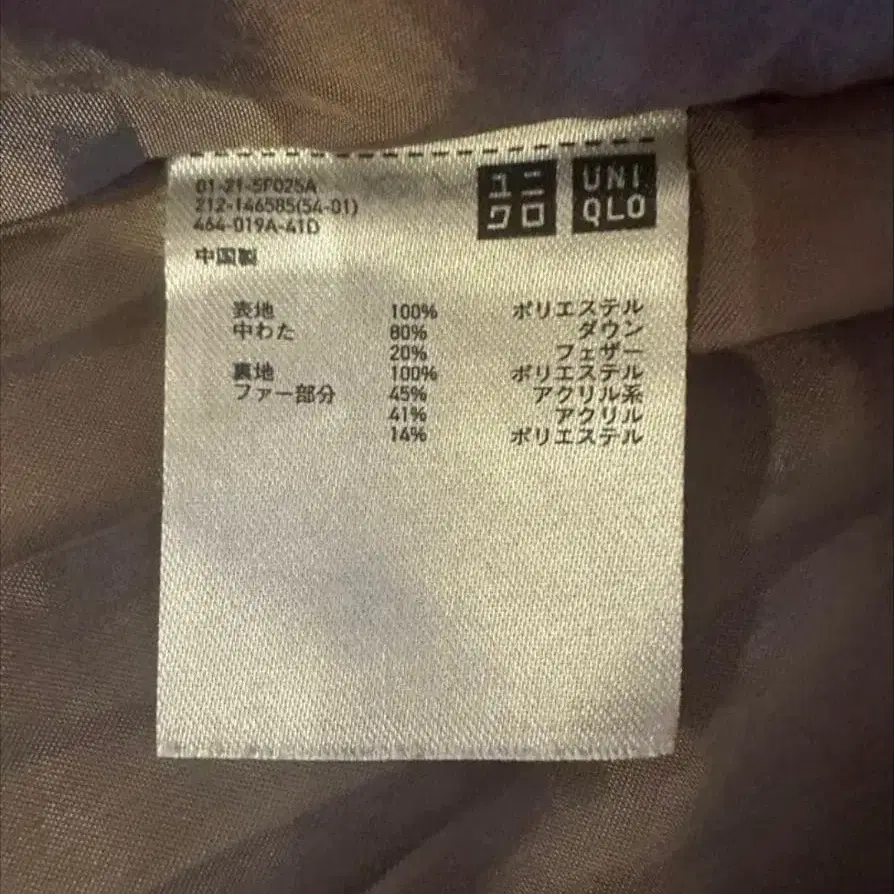 01-21-5F025A
212-146585(54-01)
464-019A-41D
中国製
ユニ
クロ
UNI
QLO
表地 100% ポリエステル
中わた 80% ダウン
20% フェザー
裏地 100% ポリエステル
ファー部分 45% アクリル系
41% アクリル
14% ポリエステル